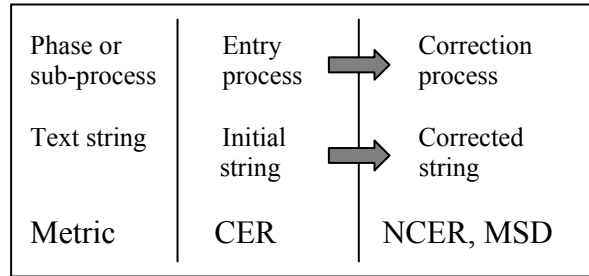 Phase or sub-process
Entry process
Correction process
Text string
Initial string
Corrected string
Metric
CER
NCER, MSD